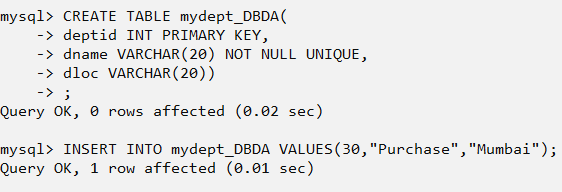 mysql> CREATE TABLE mydept_DBDA(
    -> deptid INT PRIMARY KEY,
    -> dname VARCHAR(20) NOT NULL UNIQUE,
    -> dloc VARCHAR(20))
    -> ;
Query OK, 0 rows affected (0.02 sec)
mysql> INSERT INTO mydept_DBDA VALUES(30,"Purchase","Mumbai");
Query OK, 1 row affected (0.01 sec)